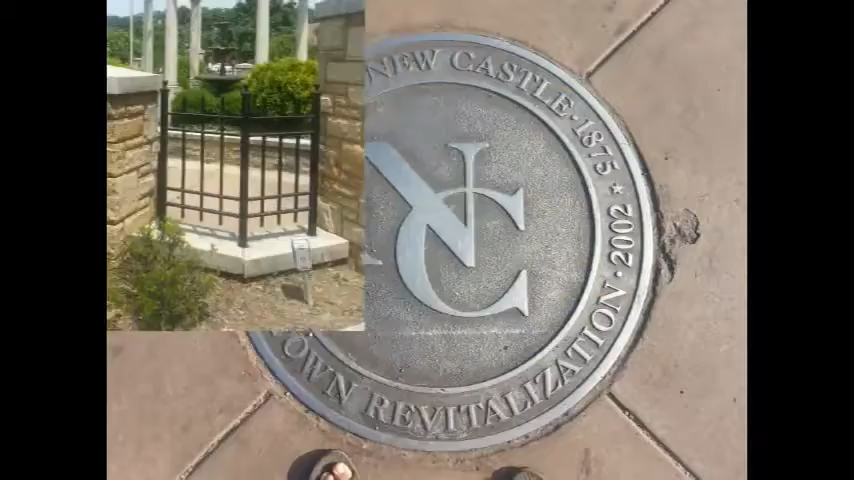 NEW CASTLE · 1875 ★
NC
OWN REVITALIZATION · 2002